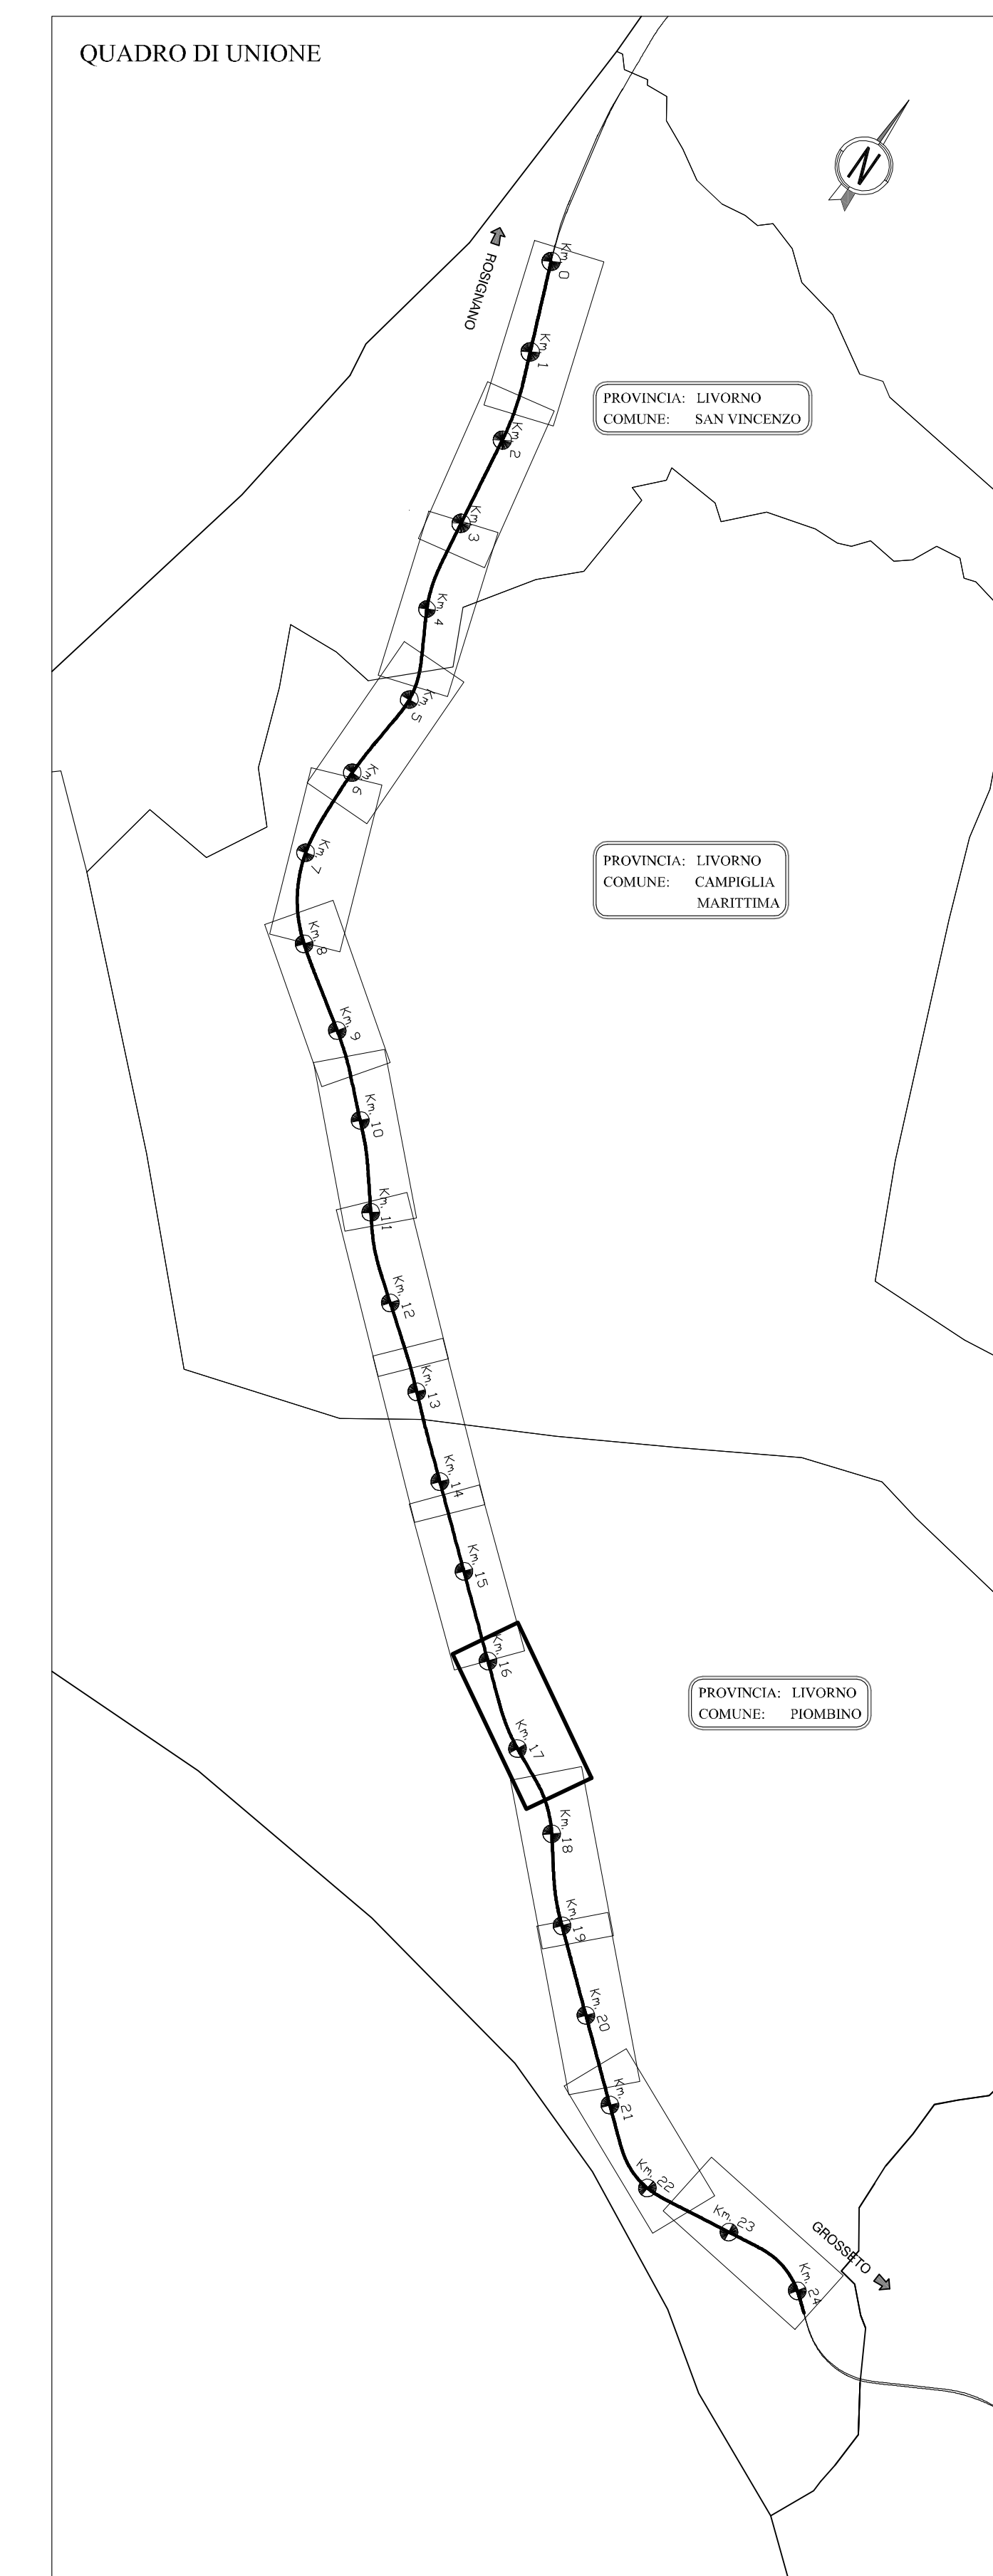 QUADRO DI UNIONE
N
ROSIGNANO
Km. 0
Km. 1
PROVINCIA: LIVORNO
COMUNE: SAN VINCENZO
Km. 2
Km. 3
Km. 4
Km. 5
Km. 6
Km. 7
PROVINCIA: LIVORNO
COMUNE: CAMPIGLIA
MARITTIMA
Km. 8
Km. 9
Km. 10
Km. 11
Km. 12
Km. 13
Km. 14
Km. 15
Km. 16
PROVINCIA: LIVORNO
COMUNE: PIOMBINO
Km. 17
Km. 18
Km. 19
Km. 20
Km. 21
Km. 22
Km. 23
GROSSETO
Km. 24